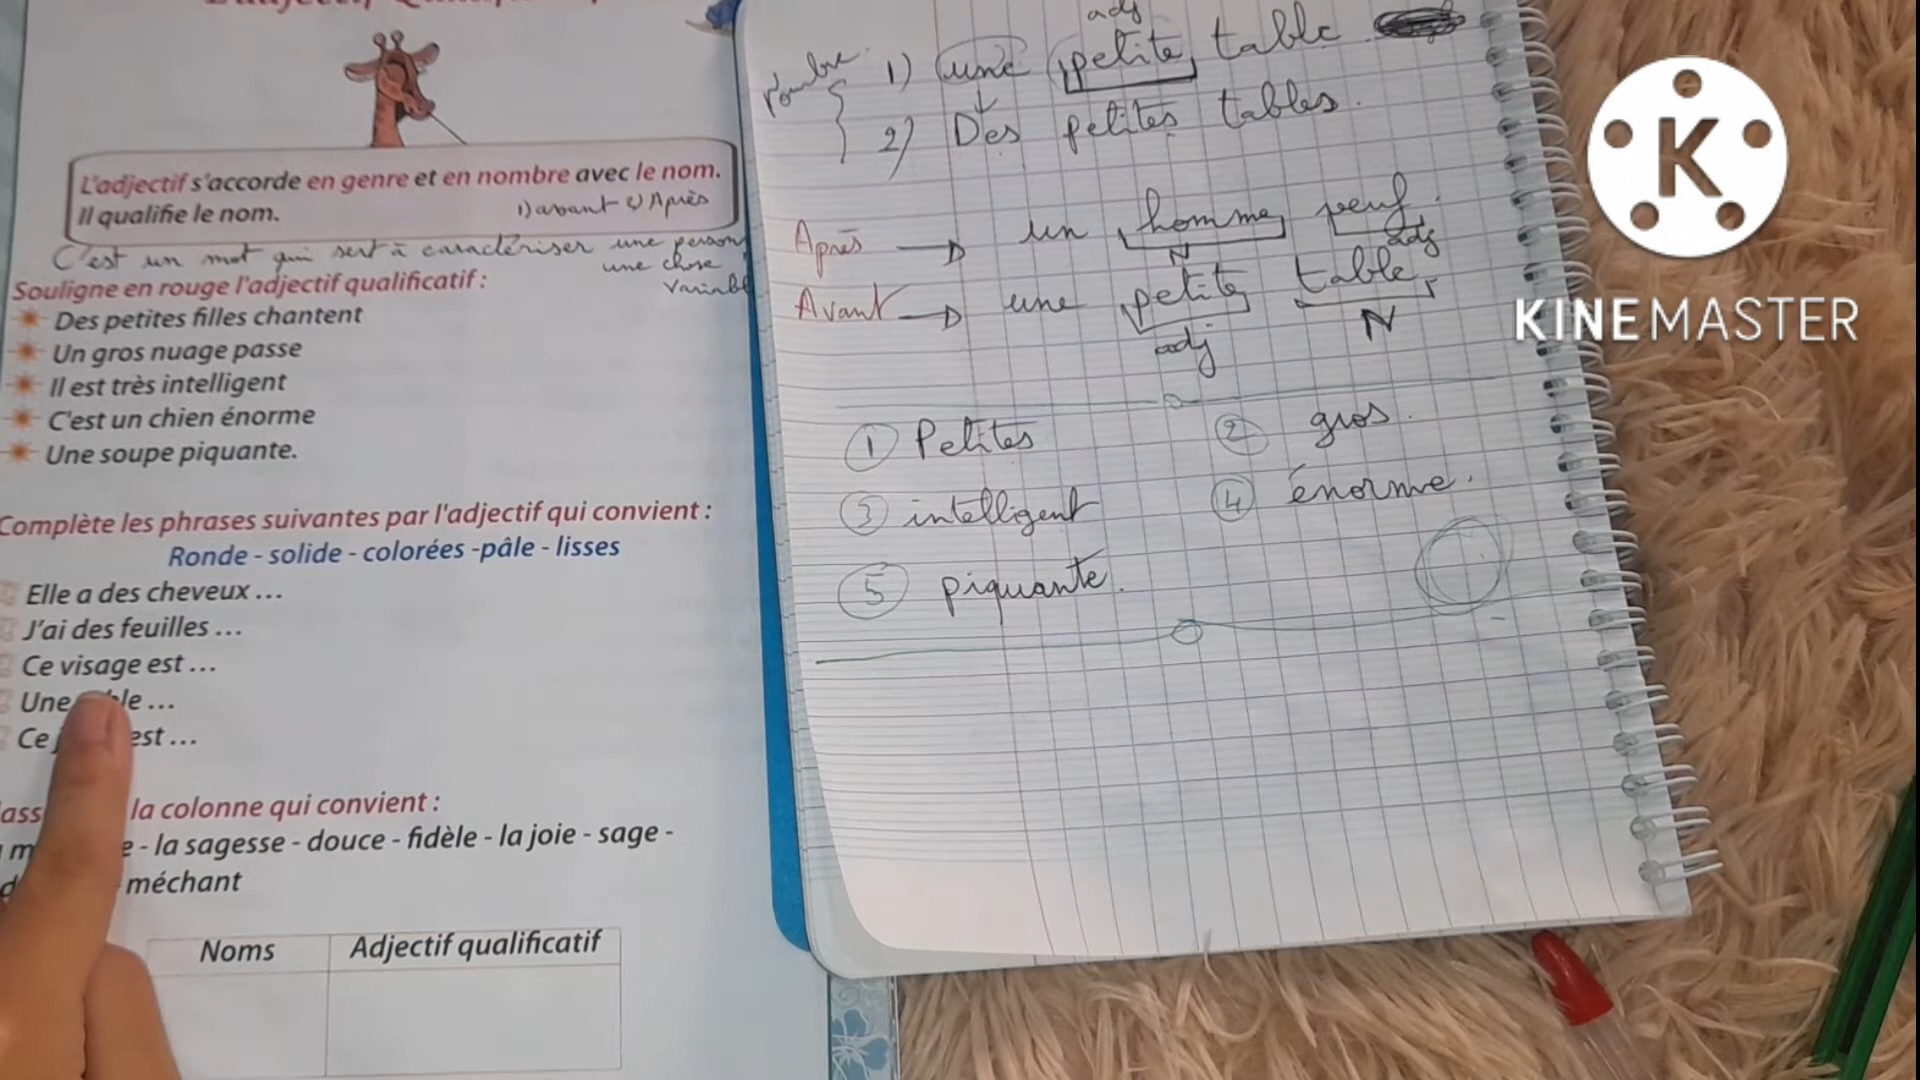 L'adjectif s'accorde en genre et en nombre avec le nom.
Il qualifie le nom.
1) avant 2) Après
C'est un mot qui sert à caractériser une person
une chose
variabl
Souligne en rouge l'adjectif qualificatif :
Des petites filles chantent
Un gros nuage passe
Il est très intelligent
C'est un chien énorme
Une soupe piquante.
Complète les phrases suivantes par l'adjectif qui convient :
Ronde - solide - colorées -pâle - lisses
Elle a des cheveux ...
J'ai des feuilles ...
Ce visage est ...
Une ...
Ce est ...
la colonne qui convient :
- la sagesse - douce - fidèle - la joie - sage -
méchant
Noms Adjectif qualificatif
adj
Nombre
1) une petite table
2) Des petites tables.
Après un homme neuf.
N adj
Avant une petite table
adj N
1 Petites 2 gros.
3 intelligent 4 énorme.
5 piquante.
K
KINEMASTER